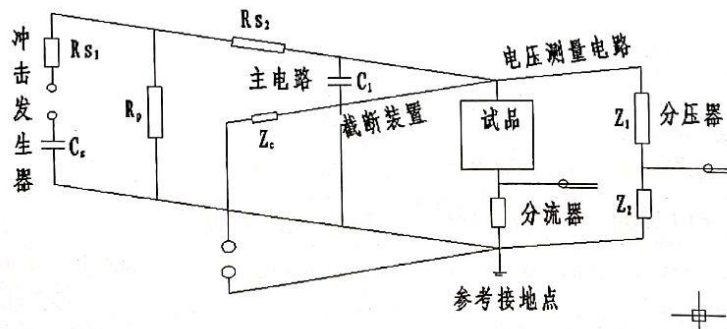 冲击发生器
Rs₁
Cₛ
Rₚ
Rs₂
主电路
C₁
Z꜀
截断装置
电压测量电路
试品
分流器
参考接地点
Z₁
分压器
Z₂